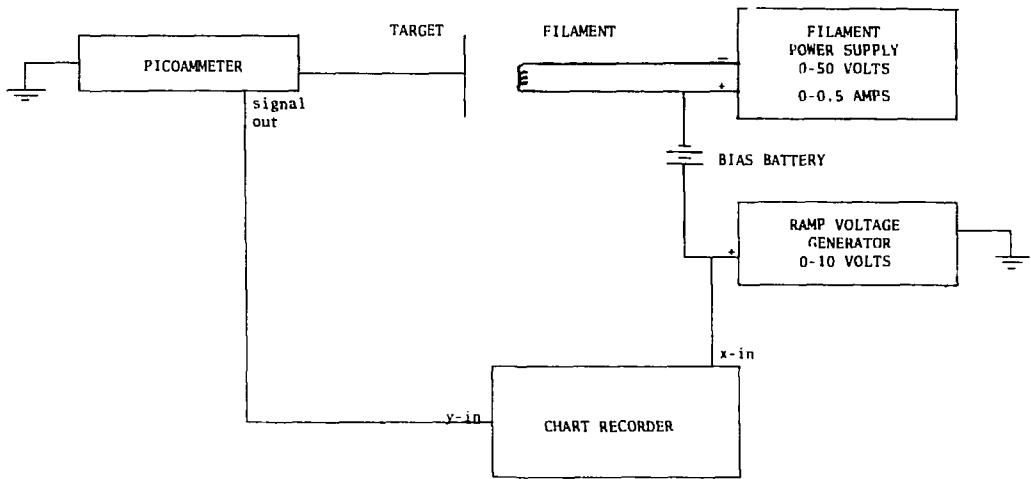 TARGET
FILAMENT
FILAMENT
POWER SUPPLY
0-50 VOLTS
0-0.5 AMPS
PICOAMMETER
signal
out
-
+
BIAS BATTERY
RAMP VOLTAGE
GENERATOR
0-10 VOLTS
+
x-in
y-in
CHART RECORDER